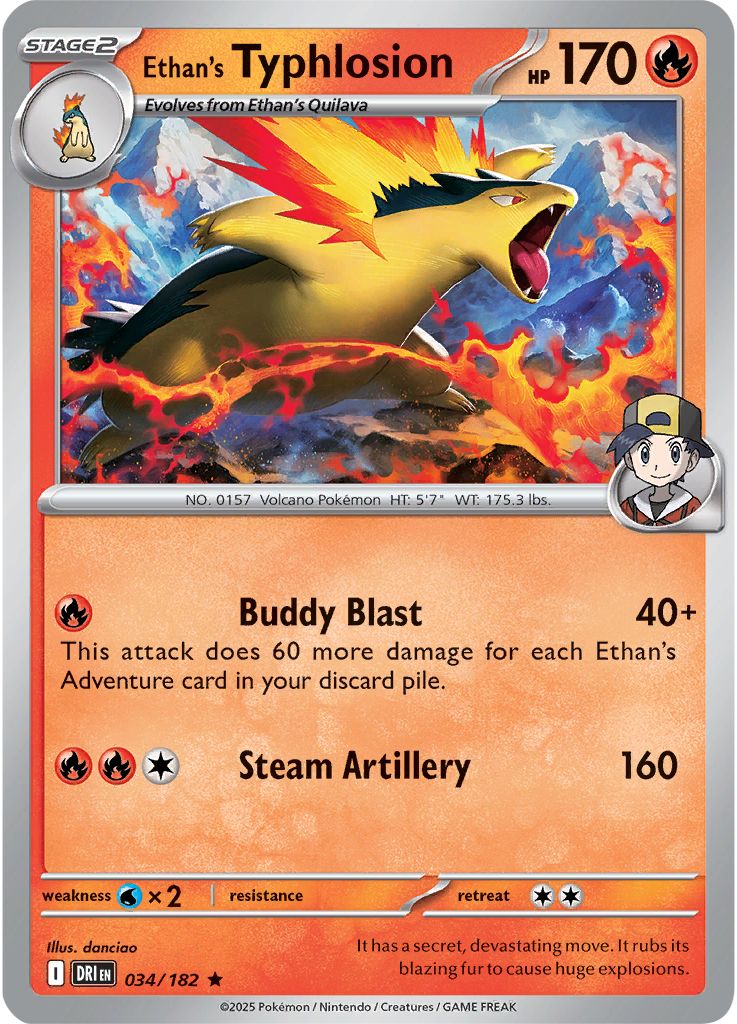 STAGE2
Ethan's Typhlosion
HP 170
Evolves from Ethan's Quilava
NO. 0157 Volcano Pokémon HT: 5'7" WT: 175.3 lbs.
Buddy Blast 40+
This attack does 60 more damage for each Ethan's
Adventure card in your discard pile.
Steam Artillery 160
weakness ×2 resistance retreat
Illus. danciao
It has a secret, devastating move. It rubs its
blazing fur to cause huge explosions.
I DRI EN 034/182 ★
©2025 Pokémon / Nintendo / Creatures / GAME FREAK